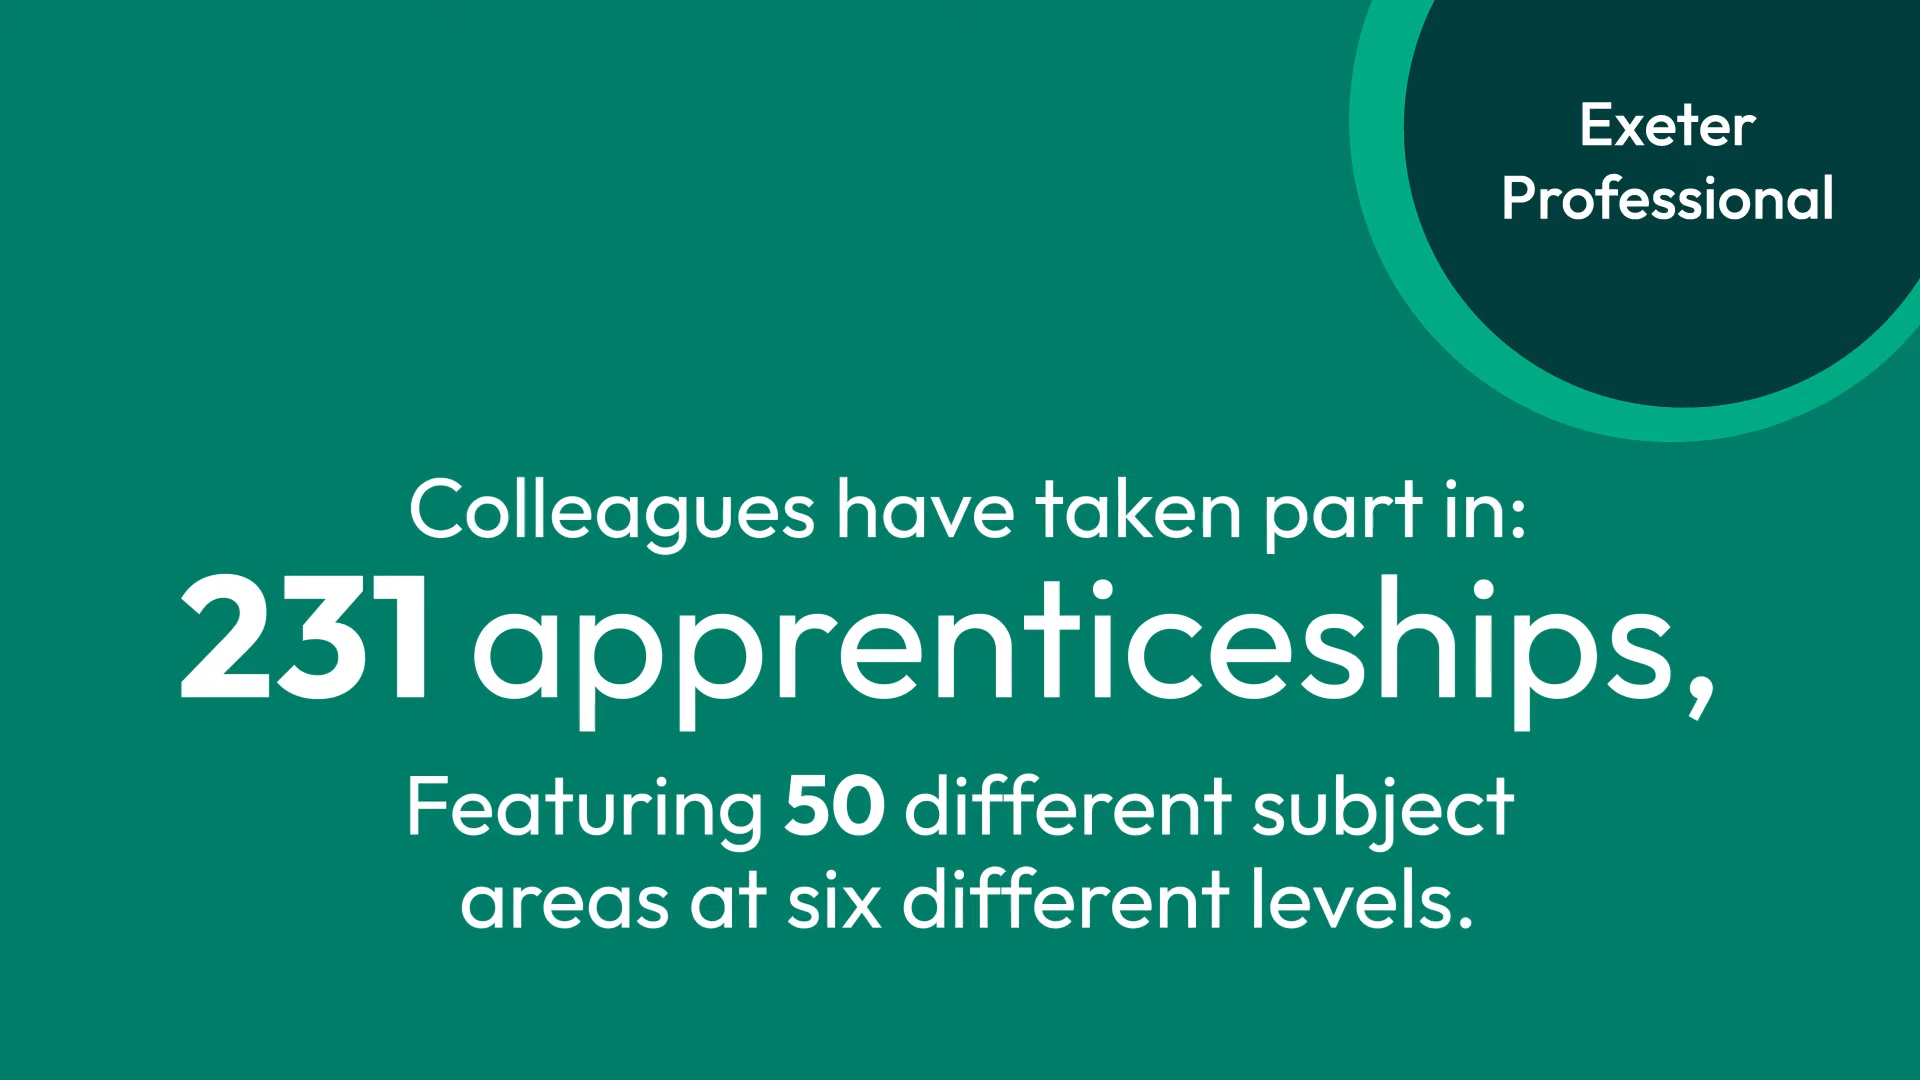 Exeter
Professional
Colleagues have taken part in:
231 apprenticeships,
Featuring 50 different subject
areas at six different levels.